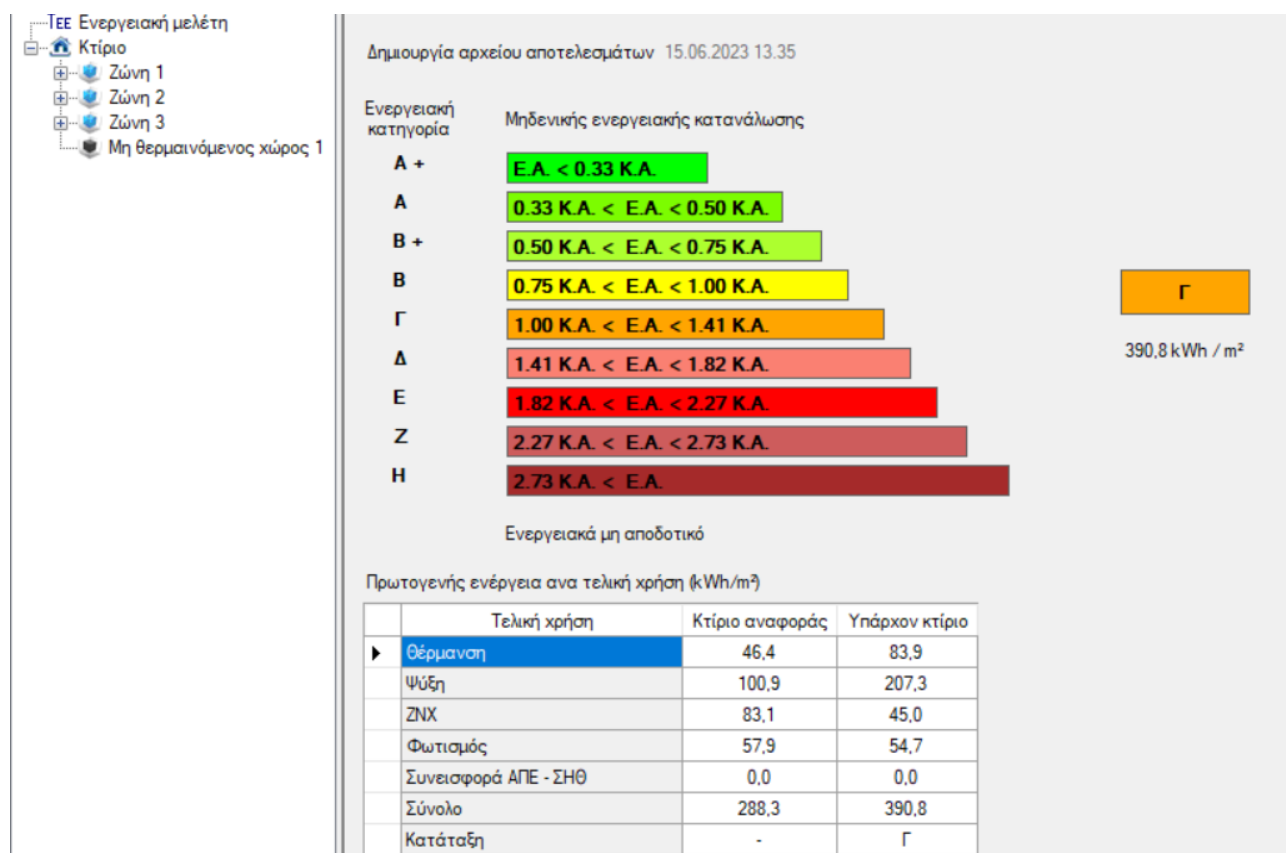 ΤΕΕ Ενεργειακή μελέτη
Κτίριο
Ζώνη 1
Ζώνη 2
Ζώνη 3
Μη θερμαινόμενος χώρος 1
Δημιουργία αρχείου αποτελεσμάτων 15.06.2023 13.35
Ενεργειακή κατηγορία
Μηδενικής ενεργειακής κατανάλωσης
Α + Ε.Α. < 0.33 Κ.Α.
Α 0.33 Κ.Α. < Ε.Α. < 0.50 Κ.Α.
Β + 0.50 Κ.Α. < Ε.Α. < 0.75 Κ.Α.
Β 0.75 Κ.Α. < Ε.Α. < 1.00 Κ.Α.
Γ 1.00 Κ.Α. < Ε.Α. < 1.41 Κ.Α.
Δ 1.41 Κ.Α. < Ε.Α. < 1.82 Κ.Α.
Ε 1.82 Κ.Α. < Ε.Α. < 2.27 Κ.Α.
Ζ 2.27 Κ.Α. < Ε.Α. < 2.73 Κ.Α.
Η 2.73 Κ.Α. < Ε.Α.
Γ
390,8 kWh / m²
Ενεργειακά μη αποδοτικό
Πρωτογενής ενέργεια ανα τελική χρήση (kWh/m²)
Τελική χρήση Κτίριο αναφοράς Υπάρχον κτίριο
Θέρμανση 46,4 83,9
Ψύξη 100,9 207,3
ΖΝΧ 83,1 45,0
Φωτισμός 57,9 54,7
Συνεισφορά ΑΠΕ - ΣΗΘ 0,0 0,0
Σύνολο 288,3 390,8
Κατάταξη - Γ